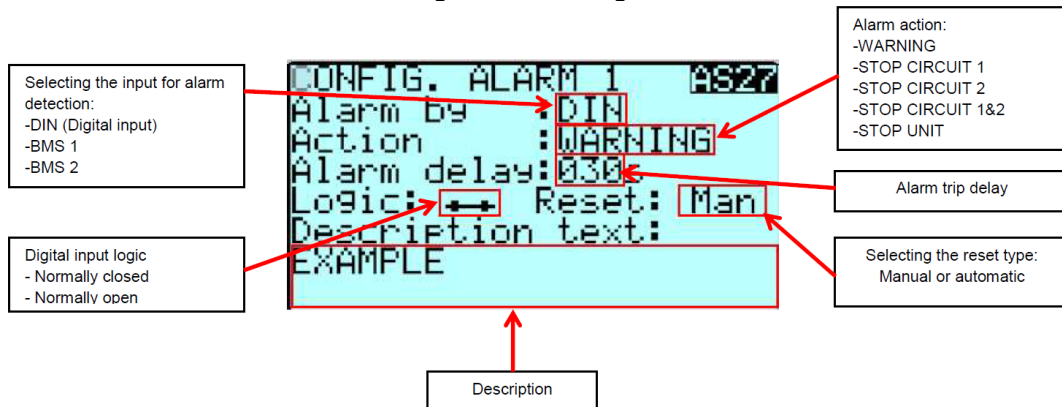 Alarm action:
-WARNING
-STOP CIRCUIT 1
-STOP CIRCUIT 2
-STOP CIRCUIT 1&2
-STOP UNIT
Selecting the input for alarm
detection:
-DIN (Digital input)
-BMS 1
-BMS 2
CONFIG. ALARM 1 AS27
Alarm by :DIN
Action :WARNING
Alarm delay:030s
Logic: Reset: Man
Description text:
EXAMPLE
Alarm trip delay
Digital input logic
- Normally closed
- Normally open
Selecting the reset type:
Manual or automatic
Description